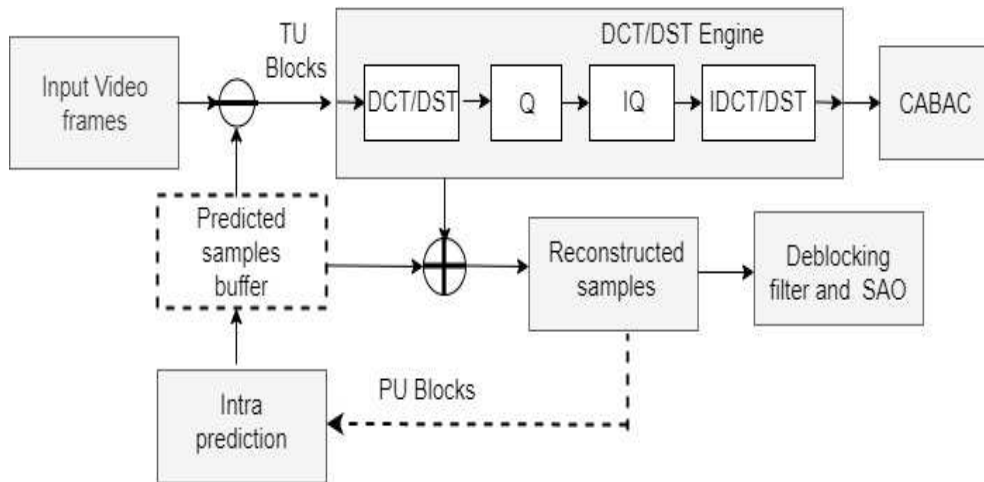 Input Video
frames
TU
Blocks
DCT/DST Engine
DCT/DST
Q
IQ
IDCT/DST
CABAC
Predicted
samples
buffer
Reconstructed
samples
Deblocking
filter and SAO
PU Blocks
Intra
prediction